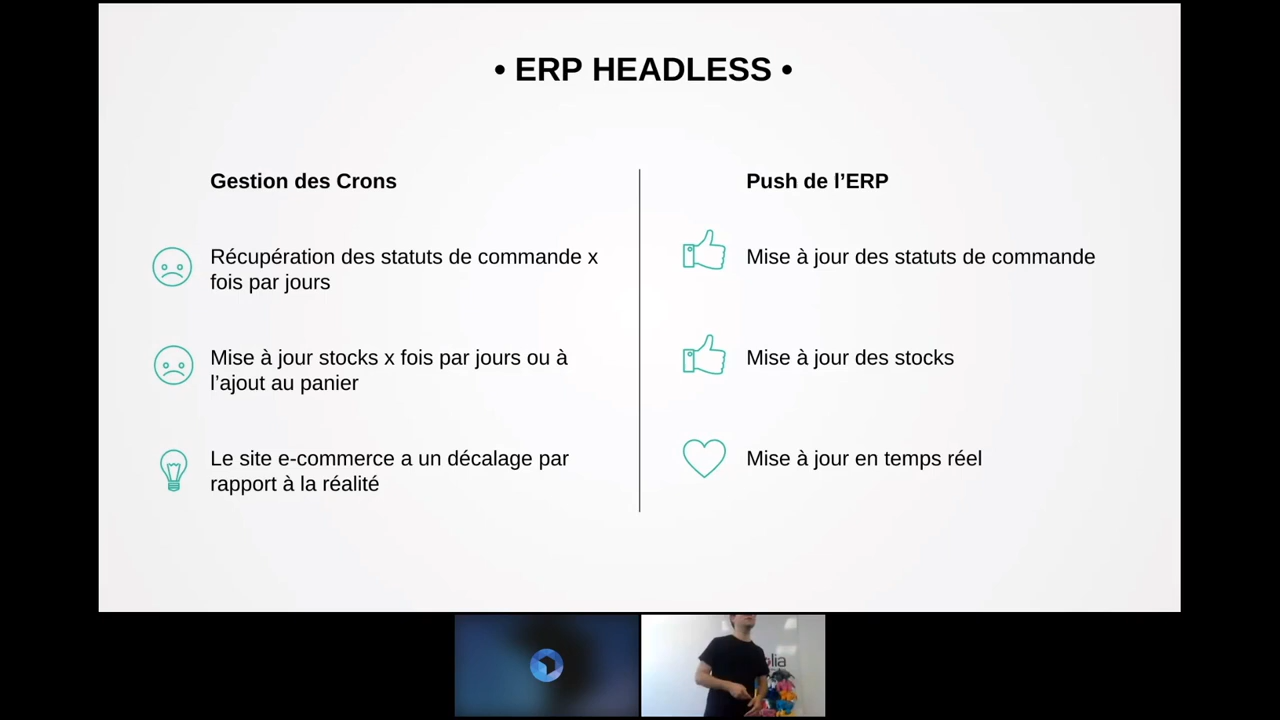 • ERP HEADLESS •
Gestion des Crons
Récupération des statuts de commande x
fois par jours
Mise à jour stocks x fois par jours ou à
l’ajout au panier
Le site e-commerce a un décalage par
rapport à la réalité
Push de l’ERP
Mise à jour des statuts de commande
Mise à jour des stocks
Mise à jour en temps réel